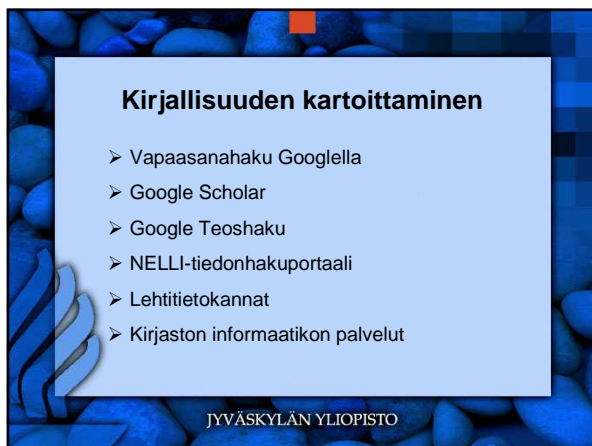 Kirjallisuuden kartoittaminen
➢ Vapaasanahaku Googlella
➢ Google Scholar
➢ Google Teoshaku
➢ NELLI-tiedonhakuportaali
➢ Lehtitietokannat
➢ Kirjaston informaatikon palvelut
JYVÄSKYLÄN YLIOPISTO